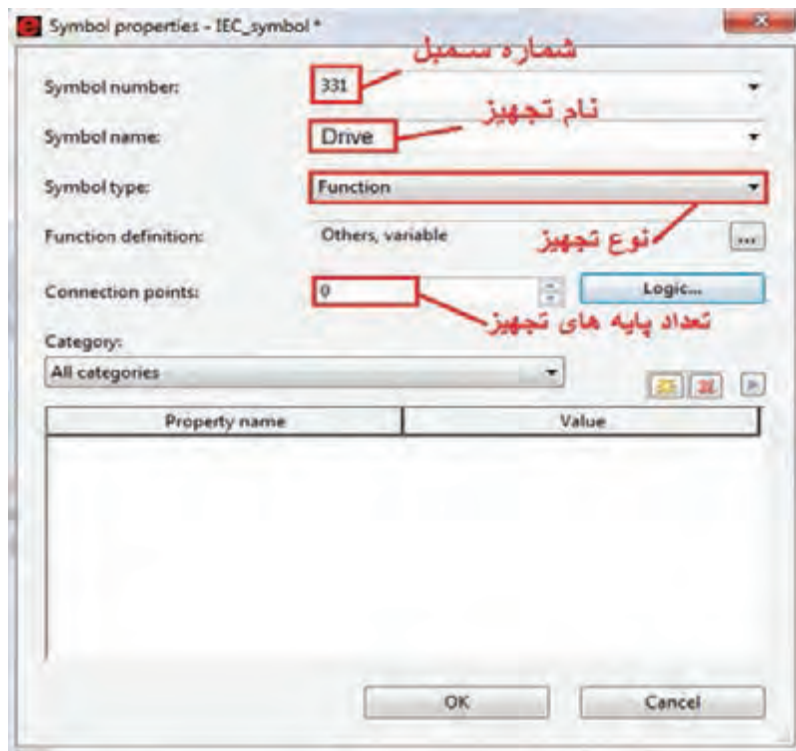 Symbol properties - IEC_symbol *
شماره سمبل
Symbol number: 331
نام تجهیز
Symbol name: Drive
Symbol type: Function
Function definition: Others, variable ...
نوع تجهیز
Connection points: 0 Logic...
تعداد پایه های تجهیز
Category:
All categories
Property name Value
OK Cancel